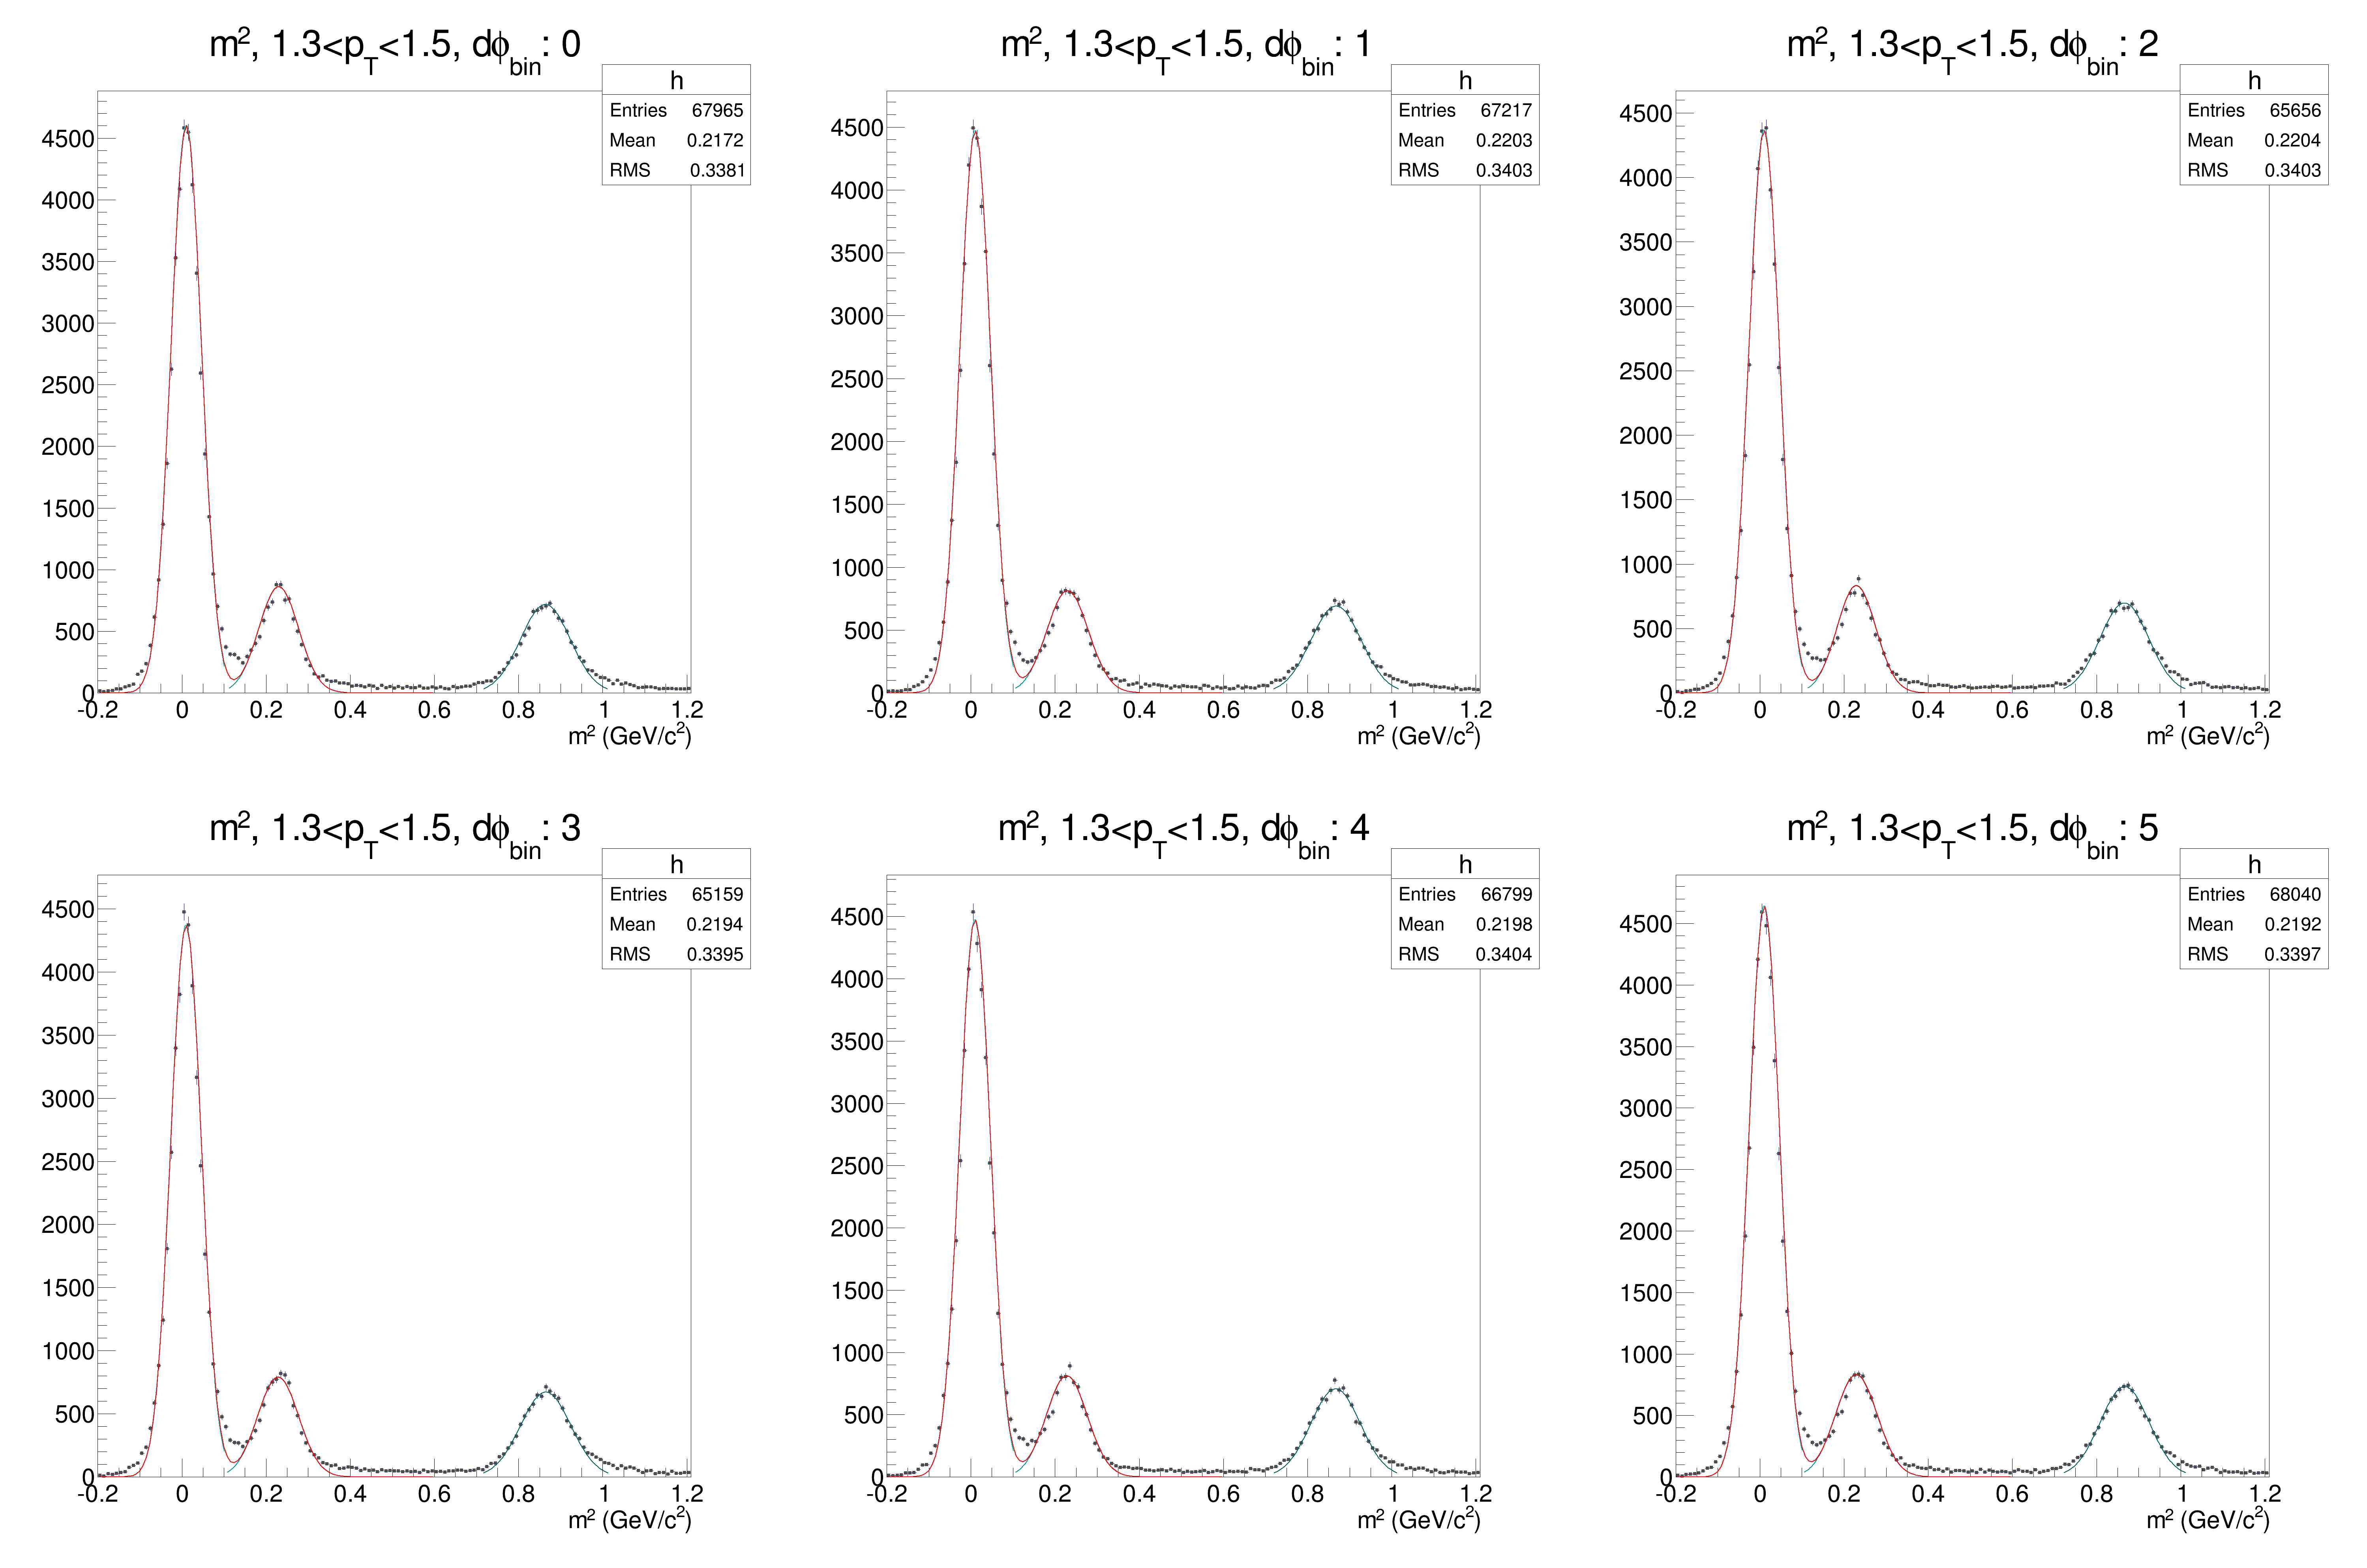 m², 1.3<p_T<1.5, dϕ_bin: 0
h
Entries 67965
Mean 0.2172
RMS 0.3381
4500
4000
3500
3000
2500
2000
1500
1000
500
0
-0.2 0 0.2 0.4 0.6 0.8 1 1.2
m² (GeV/c²)
m², 1.3<p_T<1.5, dϕ_bin: 1
h
Entries 67217
Mean 0.2203
RMS 0.3403
4500
4000
3500
3000
2500
2000
1500
1000
500
0
-0.2 0 0.2 0.4 0.6 0.8 1 1.2
m² (GeV/c²)
m², 1.3<p_T<1.5, dϕ_bin: 2
h
Entries 65656
Mean 0.2204
RMS 0.3403
4500
4000
3500
3000
2500
2000
1500
1000
500
0
-0.2 0 0.2 0.4 0.6 0.8 1 1.2
m² (GeV/c²)
m², 1.3<p_T<1.5, dϕ_bin: 3
h
Entries 65159
Mean 0.2194
RMS 0.3395
4500
4000
3500
3000
2500
2000
1500
1000
500
0
-0.2 0 0.2 0.4 0.6 0.8 1 1.2
m² (GeV/c²)
m², 1.3<p_T<1.5, dϕ_bin: 4
h
Entries 66799
Mean 0.2198
RMS 0.3404
4500
4000
3500
3000
2500
2000
1500
1000
500
0
-0.2 0 0.2 0.4 0.6 0.8 1 1.2
m² (GeV/c²)
m², 1.3<p_T<1.5, dϕ_bin: 5
h
Entries 68040
Mean 0.2192
RMS 0.3397
4500
4000
3500
3000
2500
2000
1500
1000
500
0
-0.2 0 0.2 0.4 0.6 0.8 1 1.2
m² (GeV/c²)